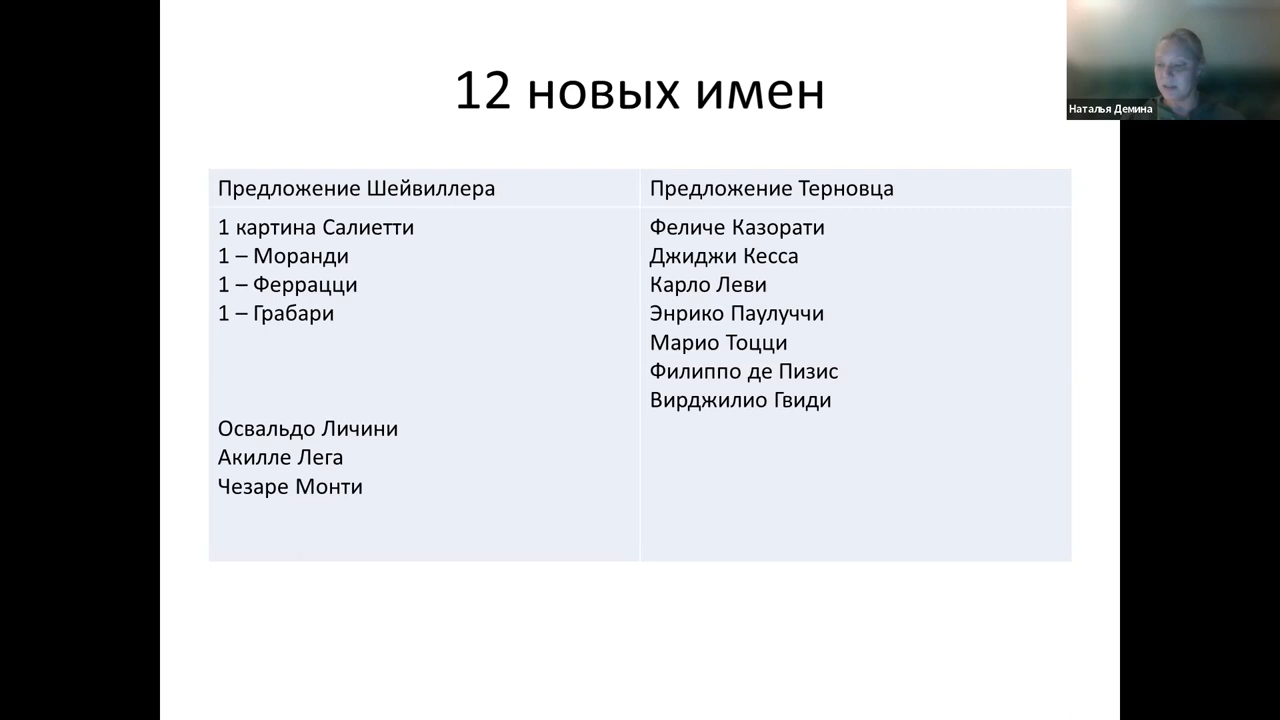 12 новых имен
Наталья Демина
Предложение Шейвиллера
Предложение Терновца
1 картина Салиетти
1 – Моранди
1 – Феррацци
1 – Грабари
Освальдо Личини
Акилле Лега
Чезаре Монти
Феличе Казорати
Джиджи Кесса
Карло Леви
Энрико Паулуччи
Марио Тоцци
Филиппо де Пизис
Вирджилио Гвиди